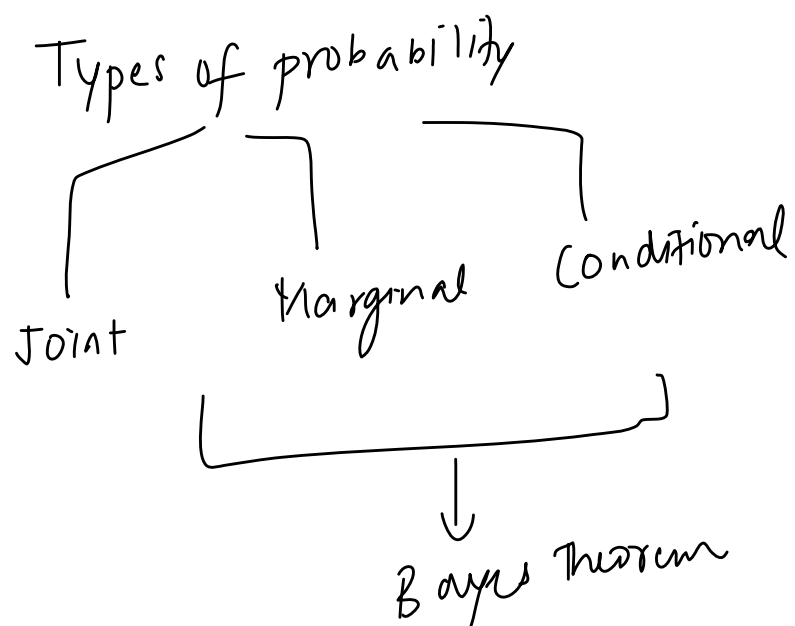 Types of probability
Joint
Marginal
Conditional
Bayes Theorem